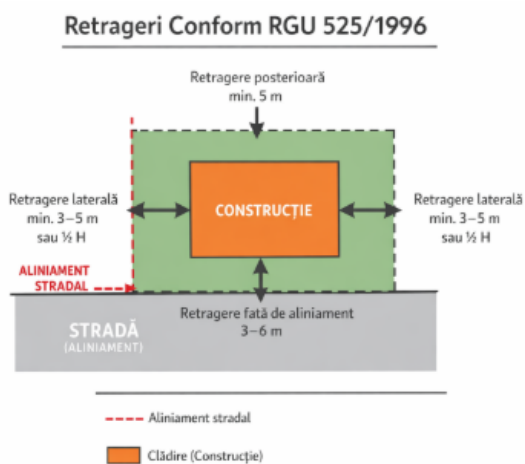 Retrageri Conform RGU 525/1996
Retragere posterioară
min. 5 m
Retragere laterală
min. 3–5 m
sau ½ H
CONSTRUCȚIE
Retragere laterală
min. 3–5 m
sau ½ H
ALINIAMENT
STRADAL
STRADĂ
(ALINIAMENT)
Retragere fată de aliniament
3–6 m
Aliniament stradal
Clădire (Construcție)